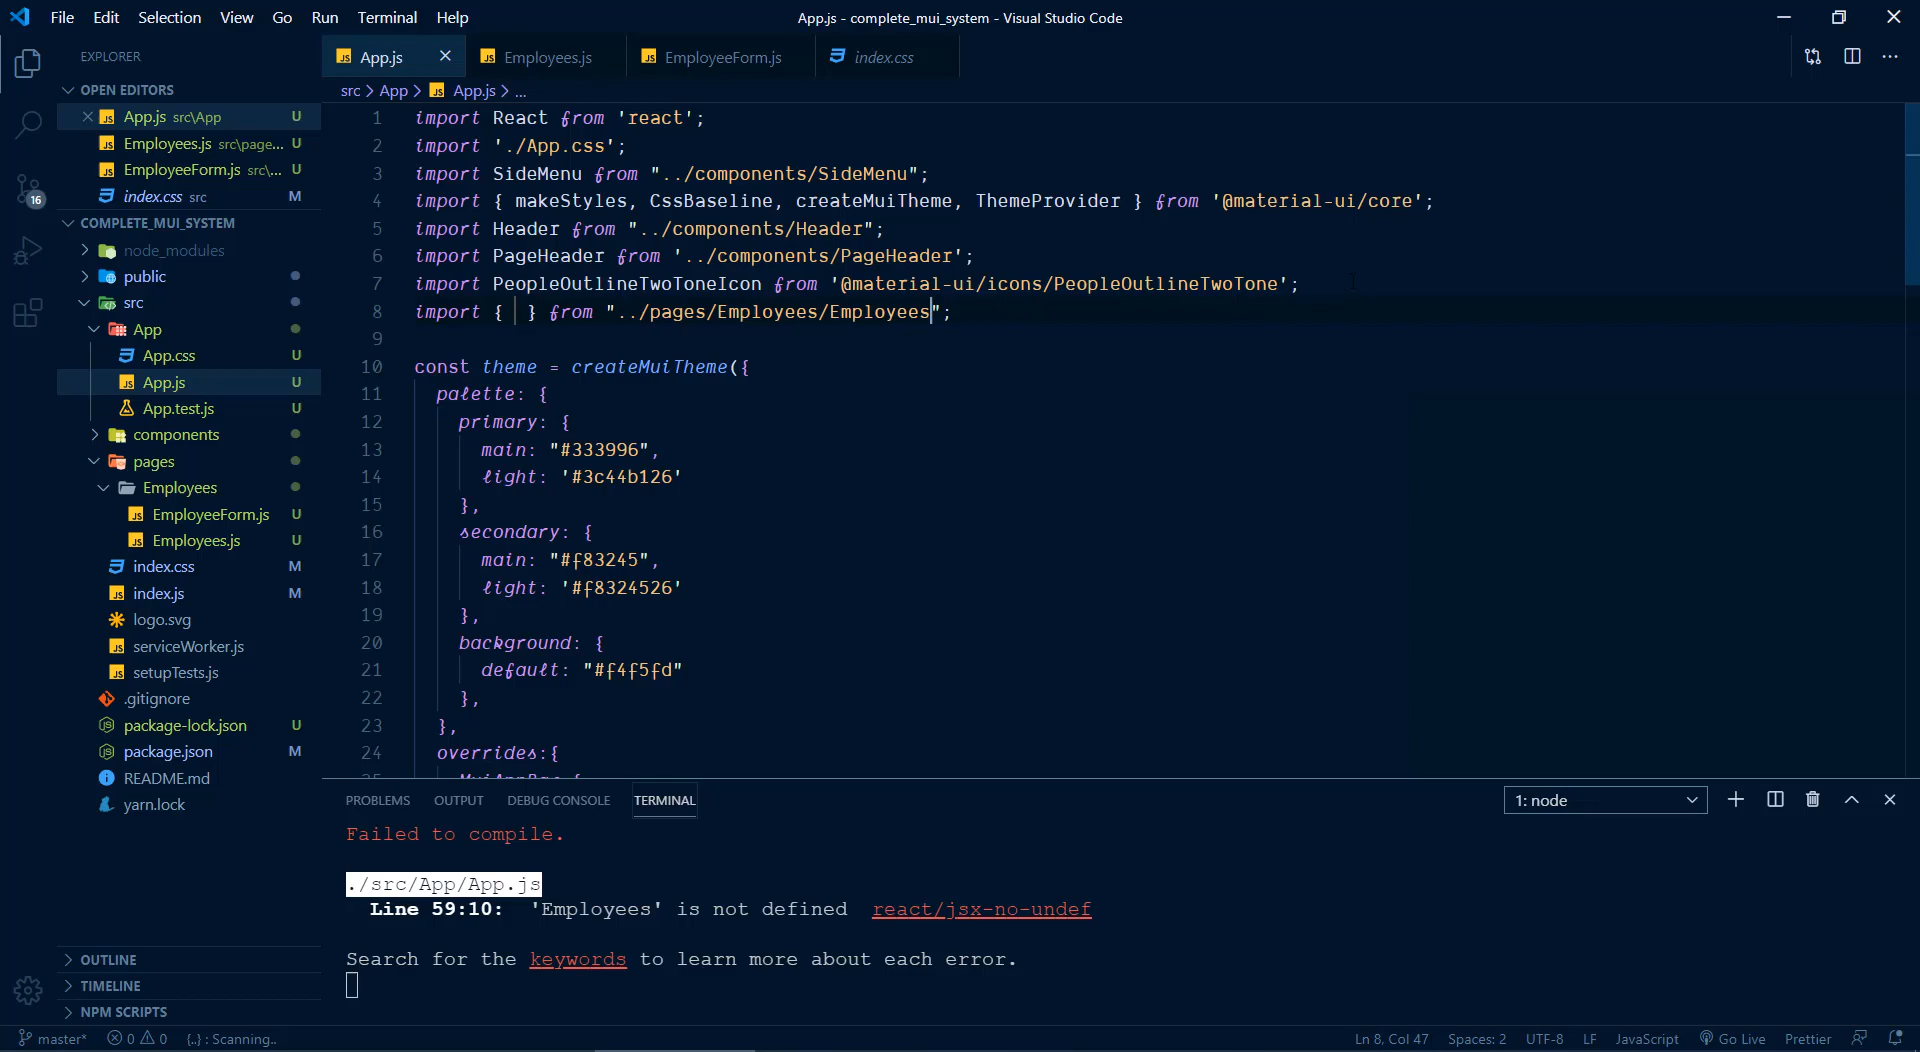 File Edit Selection View Go Run Terminal Help
App.js - complete_mui_system - Visual Studio Code
EXPLORER
App.js
Employees.js
EmployeeForm.js
index.css
OPEN EDITORS
App.js src\App U
Employees.js src\page... U
EmployeeForm.js src\... U
index.css src M
16
COMPLETE_MUI_SYSTEM
node_modules
public
src
App
App.css U
App.js U
App.test.js U
components
pages
Employees
EmployeeForm.js U
Employees.js U
index.css M
index.js M
logo.svg
serviceWorker.js
setupTests.js
.gitignore
package-lock.json U
package.json M
README.md
yarn.lock
OUTLINE
TIMELINE
NPM SCRIPTS
src > App > App.js > ...
1 import React from 'react';
2 import './App.css';
3 import SideMenu from "../components/SideMenu";
4 import { makeStyles, CssBaseline, createMuiTheme, ThemeProvider } from '@material-ui/core';
5 import Header from "../components/Header";
6 import PageHeader from '../components/PageHeader';
7 import PeopleOutlineTwoToneIcon from '@material-ui/icons/PeopleOutlineTwoTone';
8 import { } from "../pages/Employees/Employees";
9
10 const theme = createMuiTheme({
11 palette: {
12 primary: {
13 main: "#333996",
14 light: '#3c44b126'
15 },
16 secondary: {
17 main: "#f83245",
18 light: '#f8324526'
19 },
20 background: {
21 default: "#f4f5fd"
22 },
23 },
24 overrides:{
25 MuiAppBar:{
PROBLEMS OUTPUT DEBUG CONSOLE TERMINAL
1: node
Failed to compile.
./src/App/App.js
Line 59:10: 'Employees' is not defined react/jsx-no-undef
Search for the keywords to learn more about each error.
master* 0 0 {..} : Scanning..
Ln 8, Col 47 Spaces: 2 UTF-8 LF JavaScript Go Live Prettier